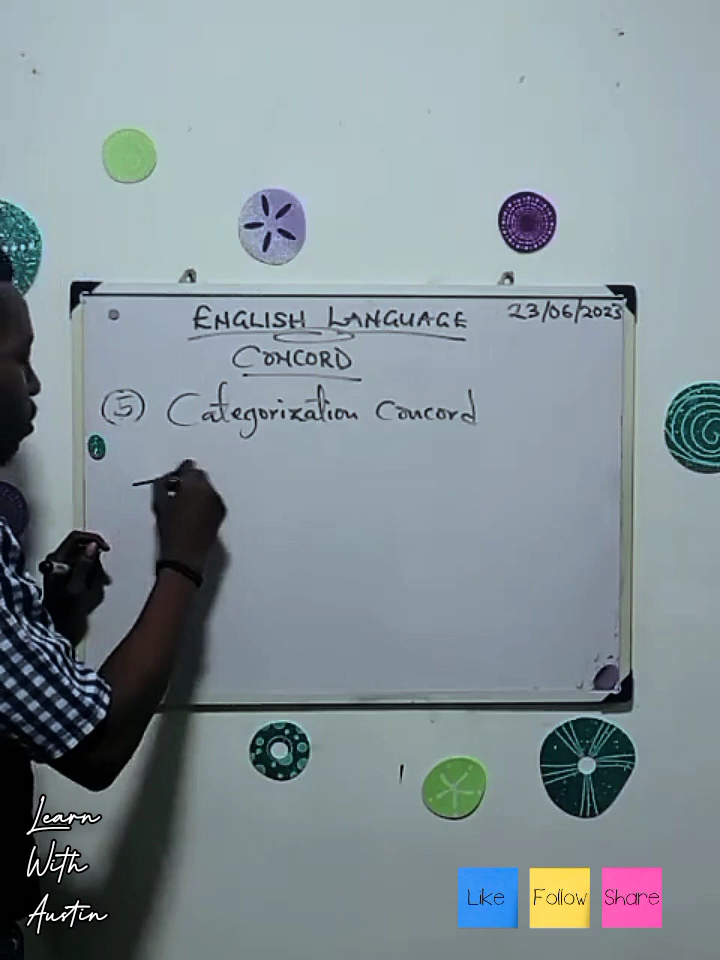 ENGLISH LANGUAGE
23/06/2023
CONCORD
(5) Categorization Concord
Learn
With
Austin
Like
Follow
Share